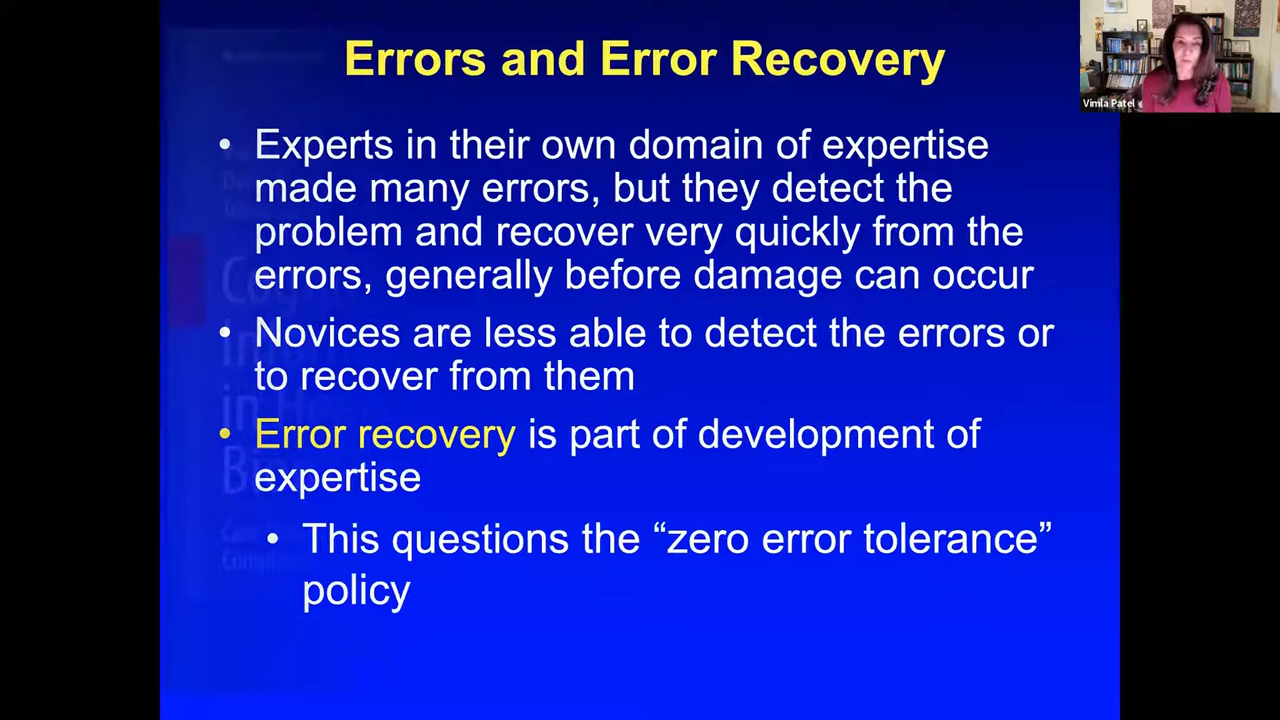 Errors and Error Recovery
Vimla Patel
• Experts in their own domain of expertise
made many errors, but they detect the
problem and recover very quickly from the
errors, generally before damage can occur
• Novices are less able to detect the errors or
to recover from them
• Error recovery is part of development of
expertise
• This questions the “zero error tolerance”
policy